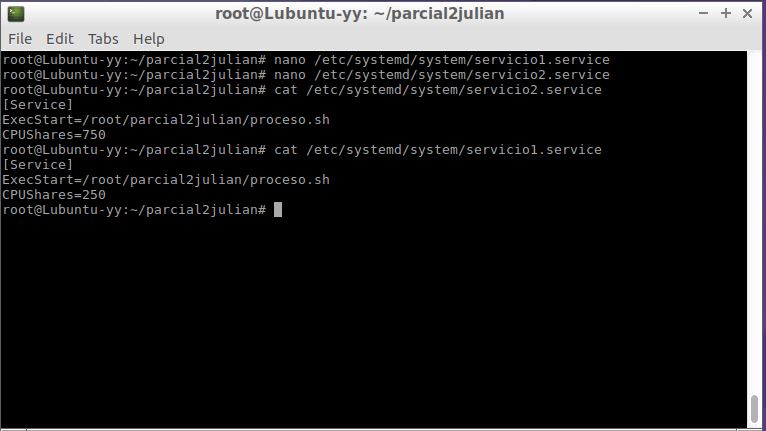 root@Lubuntu-yy: ~/parcial2julian
File Edit Tabs Help
root@Lubuntu-yy:~/parcial2julian# nano /etc/systemd/system/servicio1.service
root@Lubuntu-yy:~/parcial2julian# nano /etc/systemd/system/servicio2.service
root@Lubuntu-yy:~/parcial2julian# cat /etc/systemd/system/servicio2.service
[Service]
ExecStart=/root/parcial2julian/proceso.sh
CPUShares=750
root@Lubuntu-yy:~/parcial2julian# cat /etc/systemd/system/servicio1.service
[Service]
ExecStart=/root/parcial2julian/proceso.sh
CPUShares=250
root@Lubuntu-yy:~/parcial2julian#